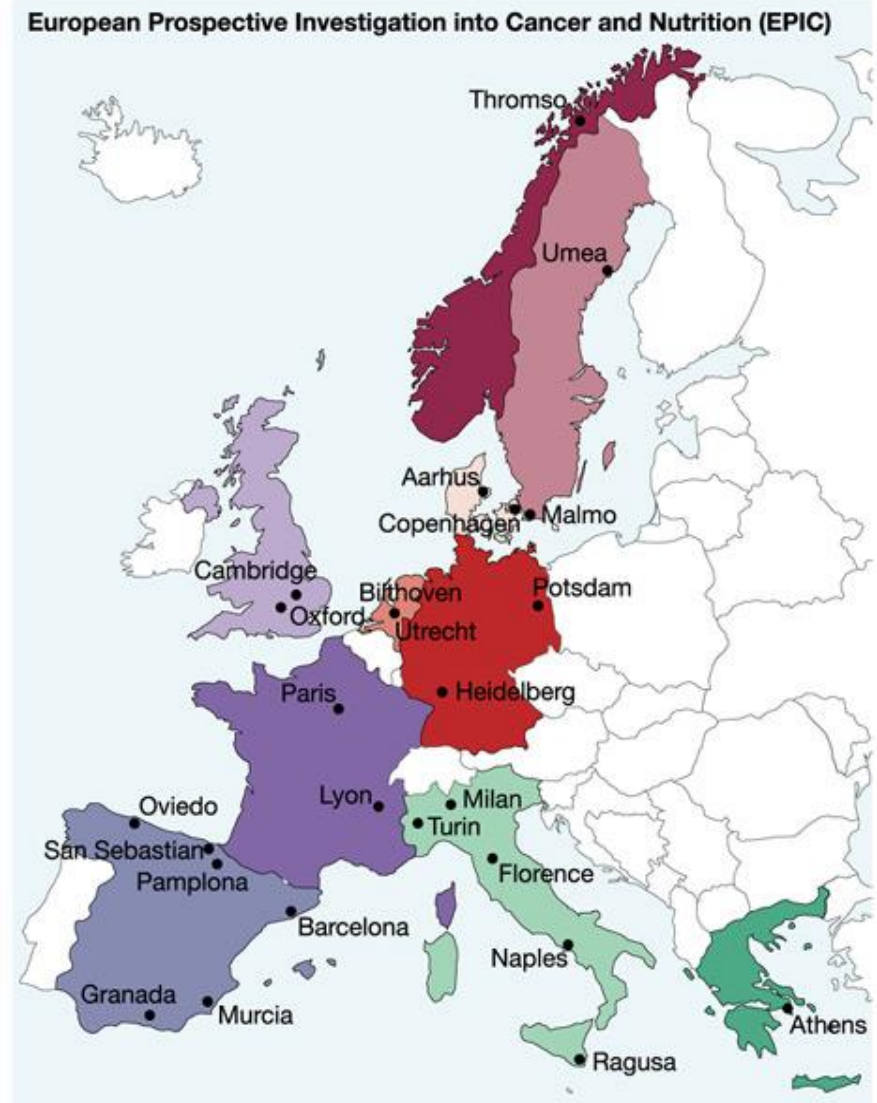 European Prospective Investigation into Cancer and Nutrition (EPIC)
Thromso
Umea
Aarhus
Copenhagen
Malmo
Cambridge
Oxford
Bilthoven
Utrecht
Potsdam
Heidelberg
Paris
Lyon
Milan
Turin
Oviedo
San Sebastian
Pamplona
Florence
Barcelona
Naples
Granada
Murcia
Athens
Ragusa